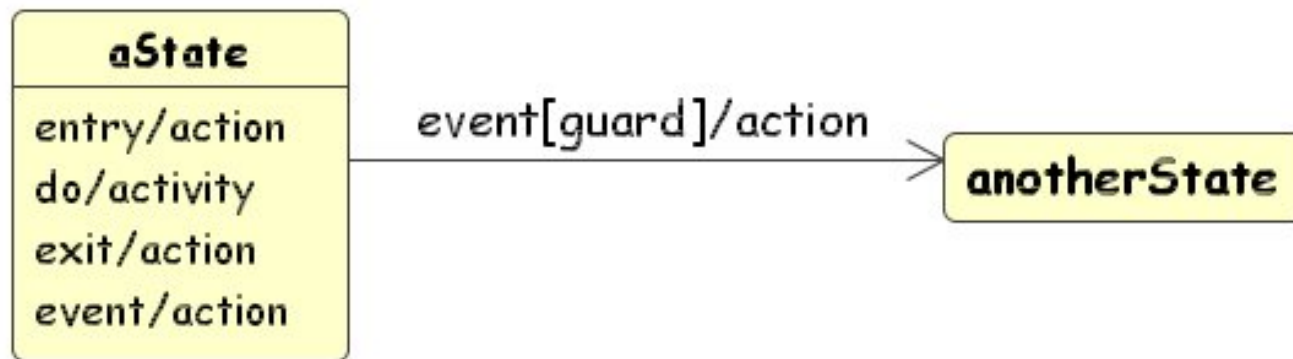 aState
entry/action
do/activity
exit/action
event/action
event[guard]/action
anotherState